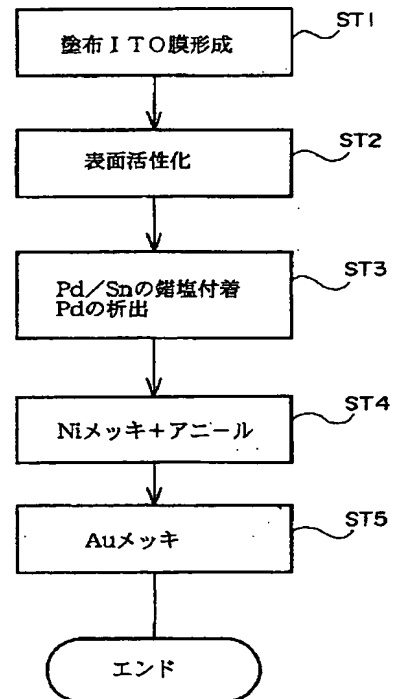 塗布ＩＴＯ膜形成
ST1
表面活性化
ST2
Pd／Snの錯塩付着
Pdの析出
ST3
Niメッキ＋アニール
ST4
Auメッキ
ST5
エンド